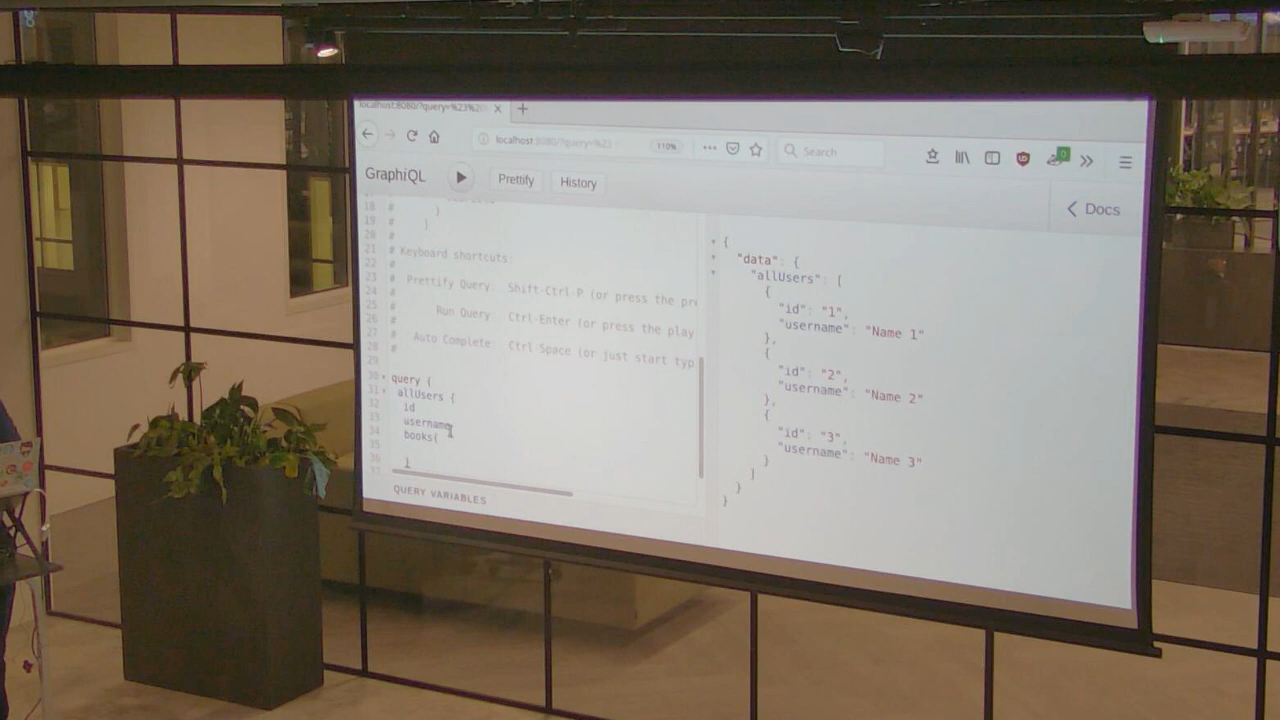 localhost:8080/?query=%23%20
localhost:8080/?query=%23
110%
Search
GraphiQL
Prettify
History
Docs
18 # }
19 # }
20 #
21 # Keyboard shortcuts:
22 #
23 # Prettify Query: Shift-Ctrl-P (or press the pre
24 #
25 # Run Query: Ctrl-Enter (or press the play
26 #
27 # Auto Complete: Ctrl-Space (or just start typ
28 #
29
30 query {
31 allUsers {
32 id
33 username
34 books{
35
36 }
37
QUERY VARIABLES
{
"data": {
"allUsers": [
{
"id": "1",
"username": "Name 1"
},
{
"id": "2",
"username": "Name 2"
},
{
"id": "3",
"username": "Name 3"
}
]
}
}